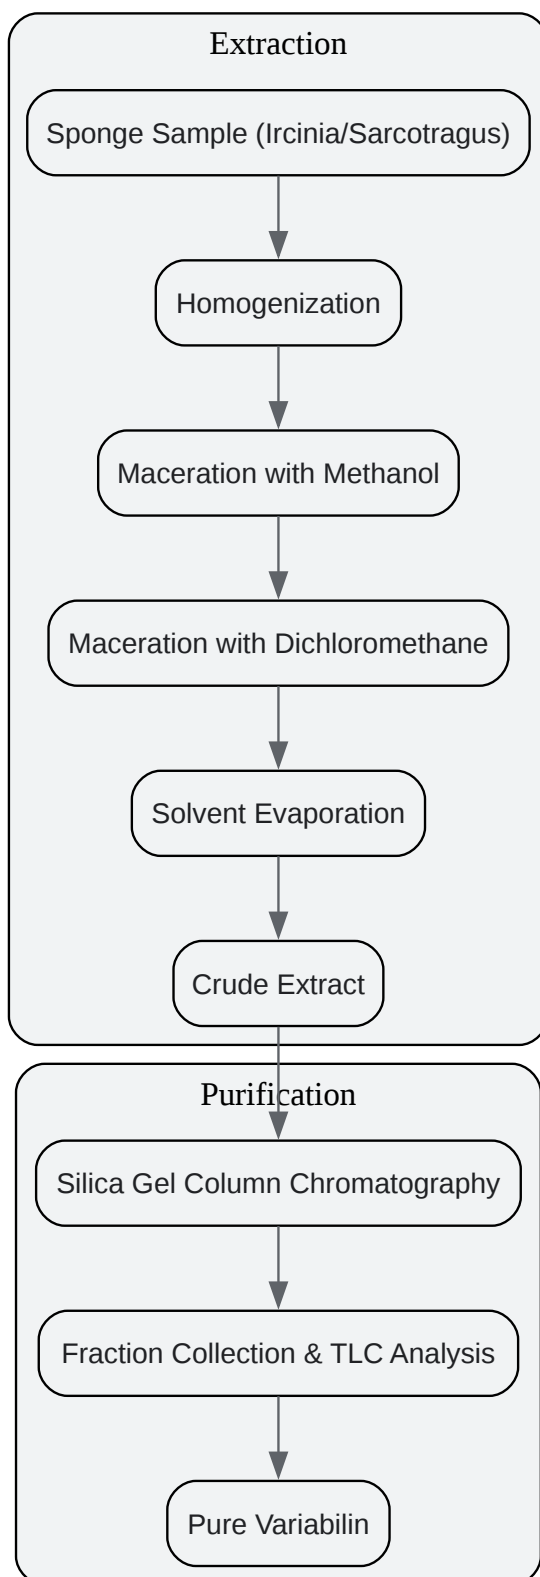 Extraction
Sponge Sample (Ircinia/Sarcotragus)
Homogenization
Maceration with Methanol
Maceration with Dichloromethane
Solvent Evaporation
Crude Extract
Purification
Silica Gel Column Chromatography
Fraction Collection & TLC Analysis
Pure Variabilin